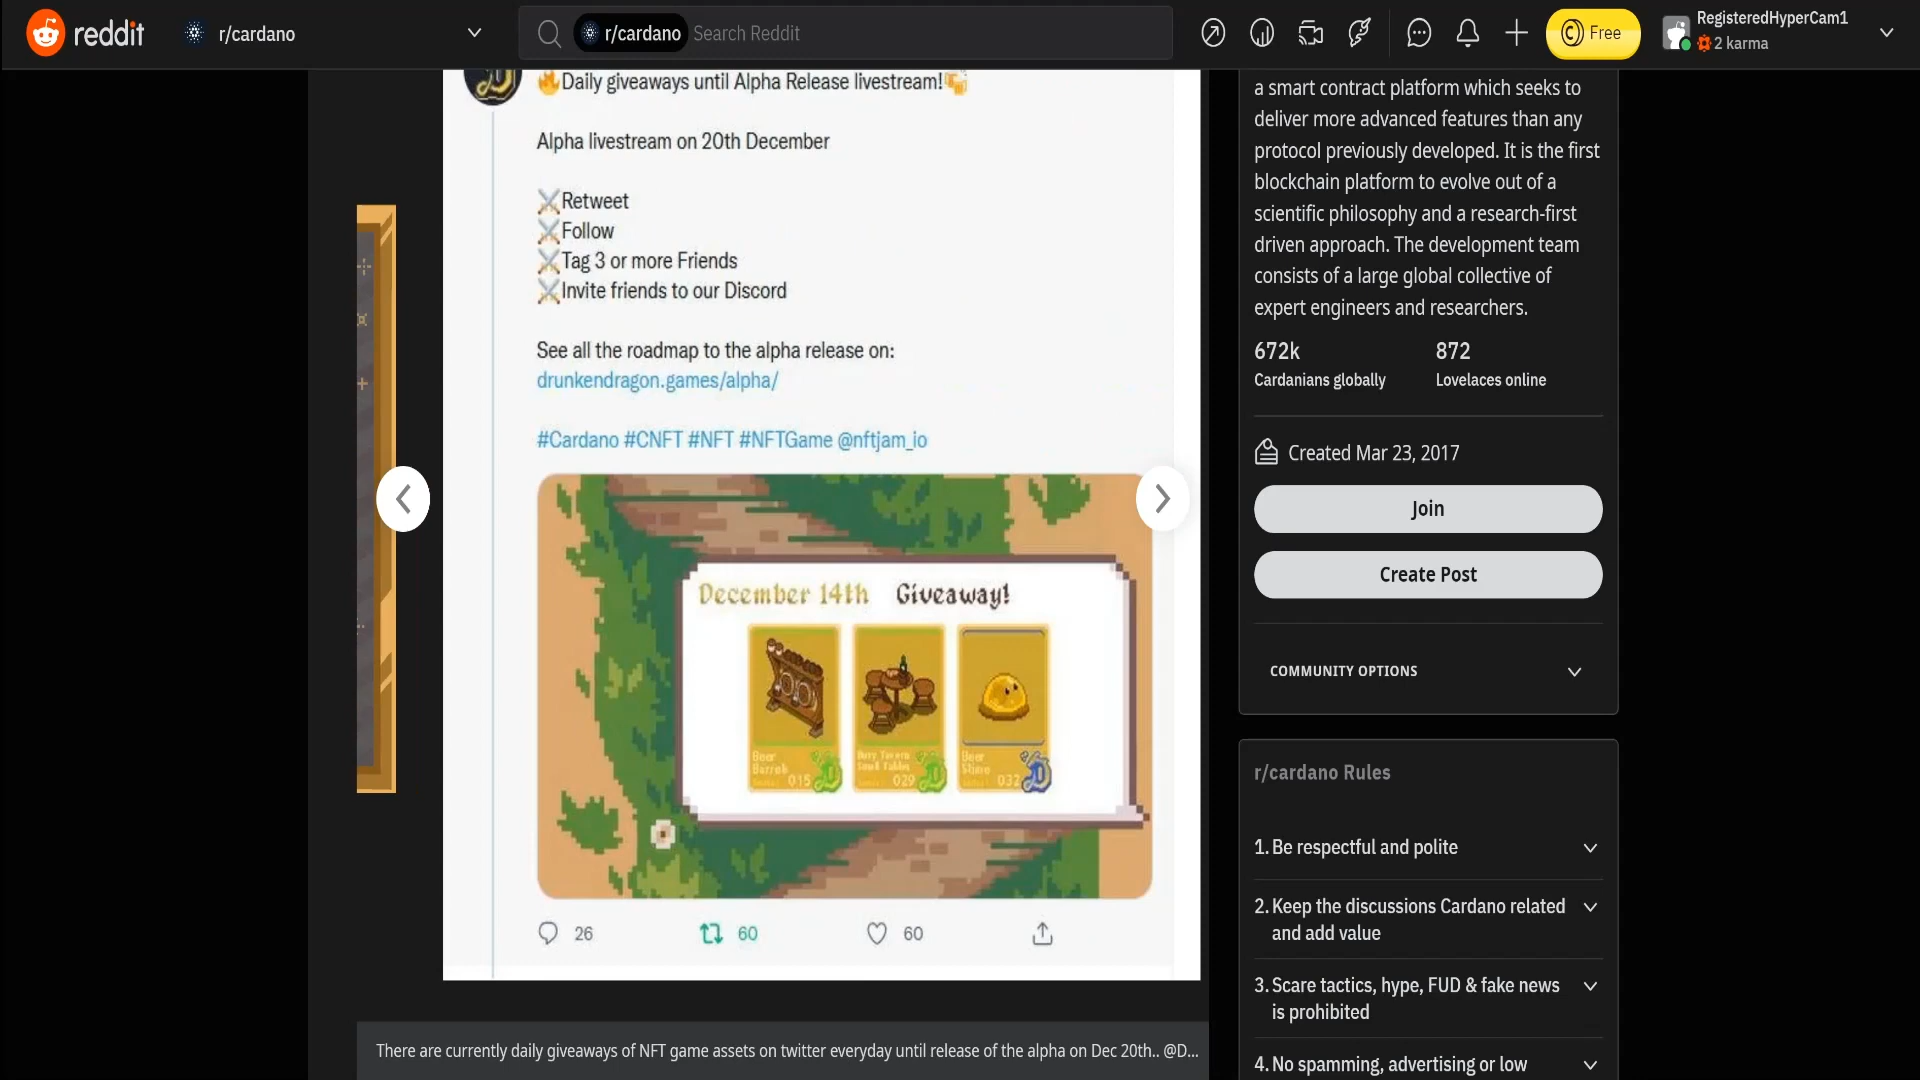 reddit
r/cardano
r/cardano Search Reddit
Free
RegisteredHyperCam1
2 karma
Daily giveaways until Alpha Release livestream!
Alpha livestream on 20th December
Retweet
Follow
Tag 3 or more Friends
Invite friends to our Discord
See all the roadmap to the alpha release on:
drunkendragon.games/alpha/
#Cardano #CNFT #NFT #NFTGame @nftjam_io
December 14th Giveaway!
Beer
Barrels
015
Busy Tavern
Small Tables
029
Beer
Slime
032
26
60
60
There are currently daily giveaways of NFT game assets on twitter everyday until release of the alpha on Dec 20th.. @D...
a smart contract platform which seeks to
deliver more advanced features than any
protocol previously developed. It is the first
blockchain platform to evolve out of a
scientific philosophy and a research-first
driven approach. The development team
consists of a large global collective of
expert engineers and researchers.
672k
Cardanians globally
872
Lovelaces online
Created Mar 23, 2017
Join
Create Post
COMMUNITY OPTIONS
r/cardano Rules
1. Be respectful and polite
2. Keep the discussions Cardano related
and add value
3. Scare tactics, hype, FUD & fake news
is prohibited
4. No spamming, advertising or low